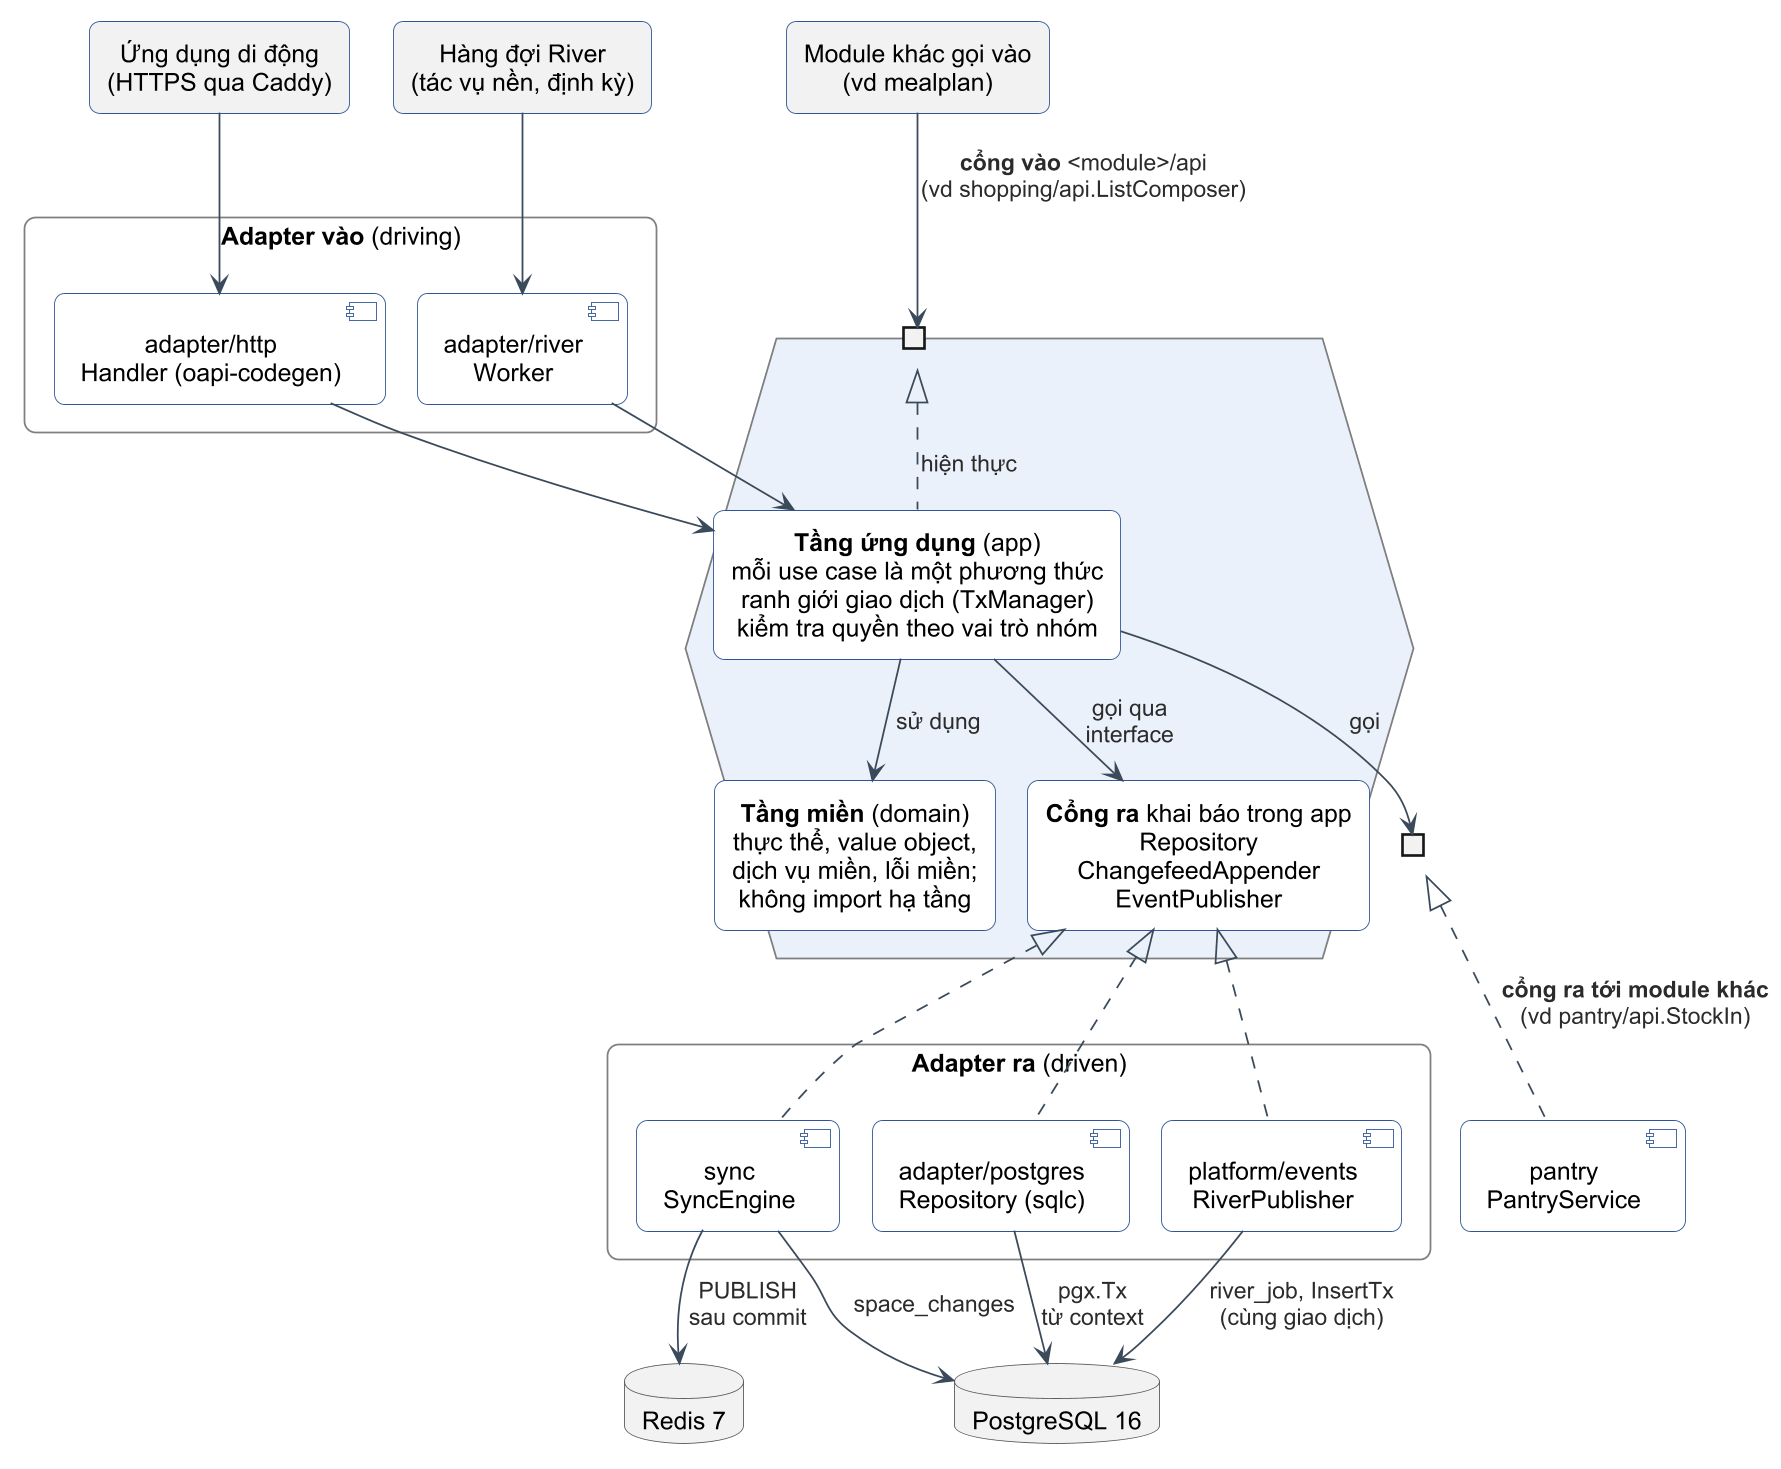 Ứng dụng di động
(HTTPS qua Caddy)
Hàng đợi River
(tác vụ nền, định kỳ)
Module khác gọi vào
(vd mealplan)
cổng vào <module>/api
(vd shopping/api.ListComposer)
Adapter vào (driving)
adapter/http
Handler (oapi-codegen)
adapter/river
Worker
hiện thực
Tầng ứng dụng (app)
mỗi use case là một phương thức
ranh giới giao dịch (TxManager)
kiểm tra quyền theo vai trò nhóm
sử dụng
gọi qua
interface
gọi
Tầng miền (domain)
thực thể, value object,
dịch vụ miền, lỗi miền;
không import hạ tầng
Cổng ra khai báo trong app
Repository
ChangefeedAppender
EventPublisher
cổng ra tới module khác
(vd pantry/api.StockIn)
Adapter ra (driven)
sync
SyncEngine
adapter/postgres
Repository (sqlc)
platform/events
RiverPublisher
pantry
PantryService
PUBLISH
sau commit
space_changes
pgx.Tx
từ context
river_job, InsertTx
(cùng giao dịch)
Redis 7
PostgreSQL 16